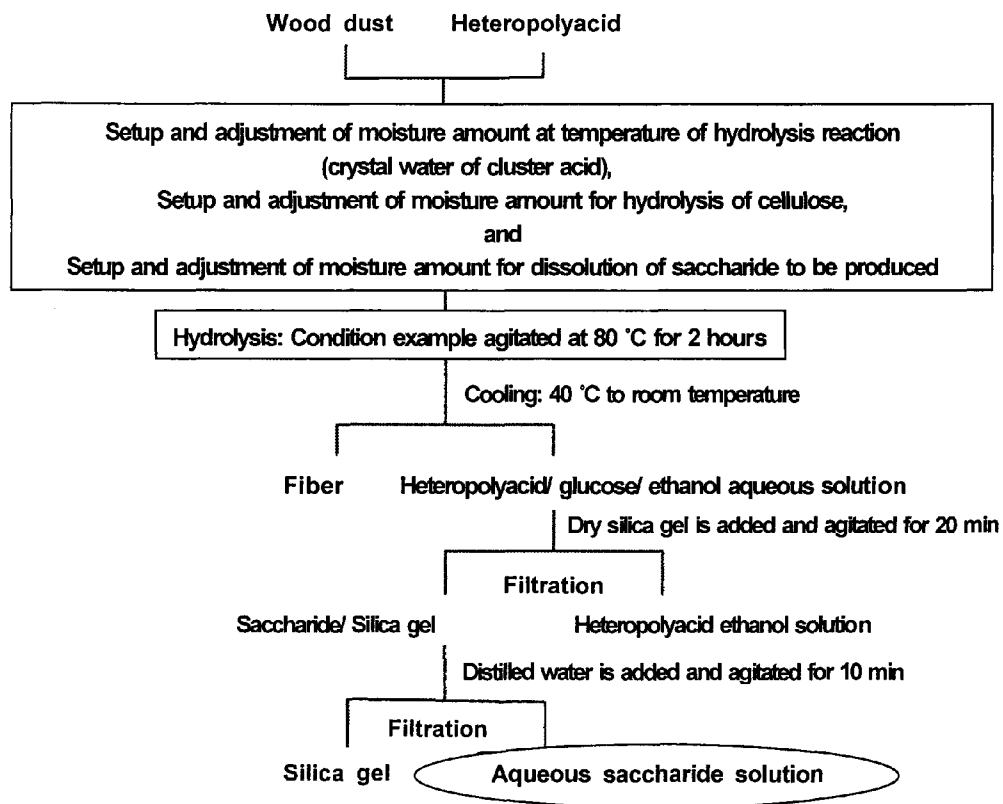 Wood dust Heteropolyacid
Setup and adjustment of moisture amount at temperature of hydrolysis reaction
(crystal water of cluster acid),
Setup and adjustment of moisture amount for hydrolysis of cellulose,
and
Setup and adjustment of moisture amount for dissolution of saccharide to be produced
Hydrolysis: Condition example agitated at 80 °C for 2 hours
Cooling: 40 °C to room temperature
Fiber Heteropolyacid/ glucose/ ethanol aqueous solution
Dry silica gel is added and agitated for 20 min
Filtration
Saccharide/ Silica gel Heteropolyacid ethanol solution
Distilled water is added and agitated for 10 min
Filtration
Silica gel Aqueous saccharide solution